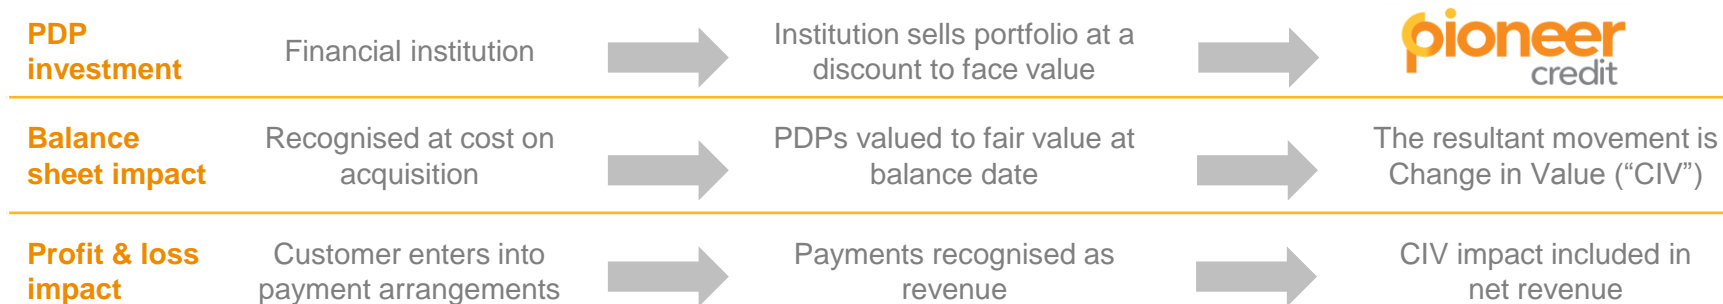 PDP
investment
Financial institution
Institution sells portfolio at a
discount to face value
pioneer
credit
Balance
sheet impact
Recognised at cost on
acquisition
PDPs valued to fair value at
balance date
The resultant movement is
Change in Value (“CIV”)
Profit & loss
impact
Customer enters into
payment arrangements
Payments recognised as
revenue
CIV impact included in
net revenue